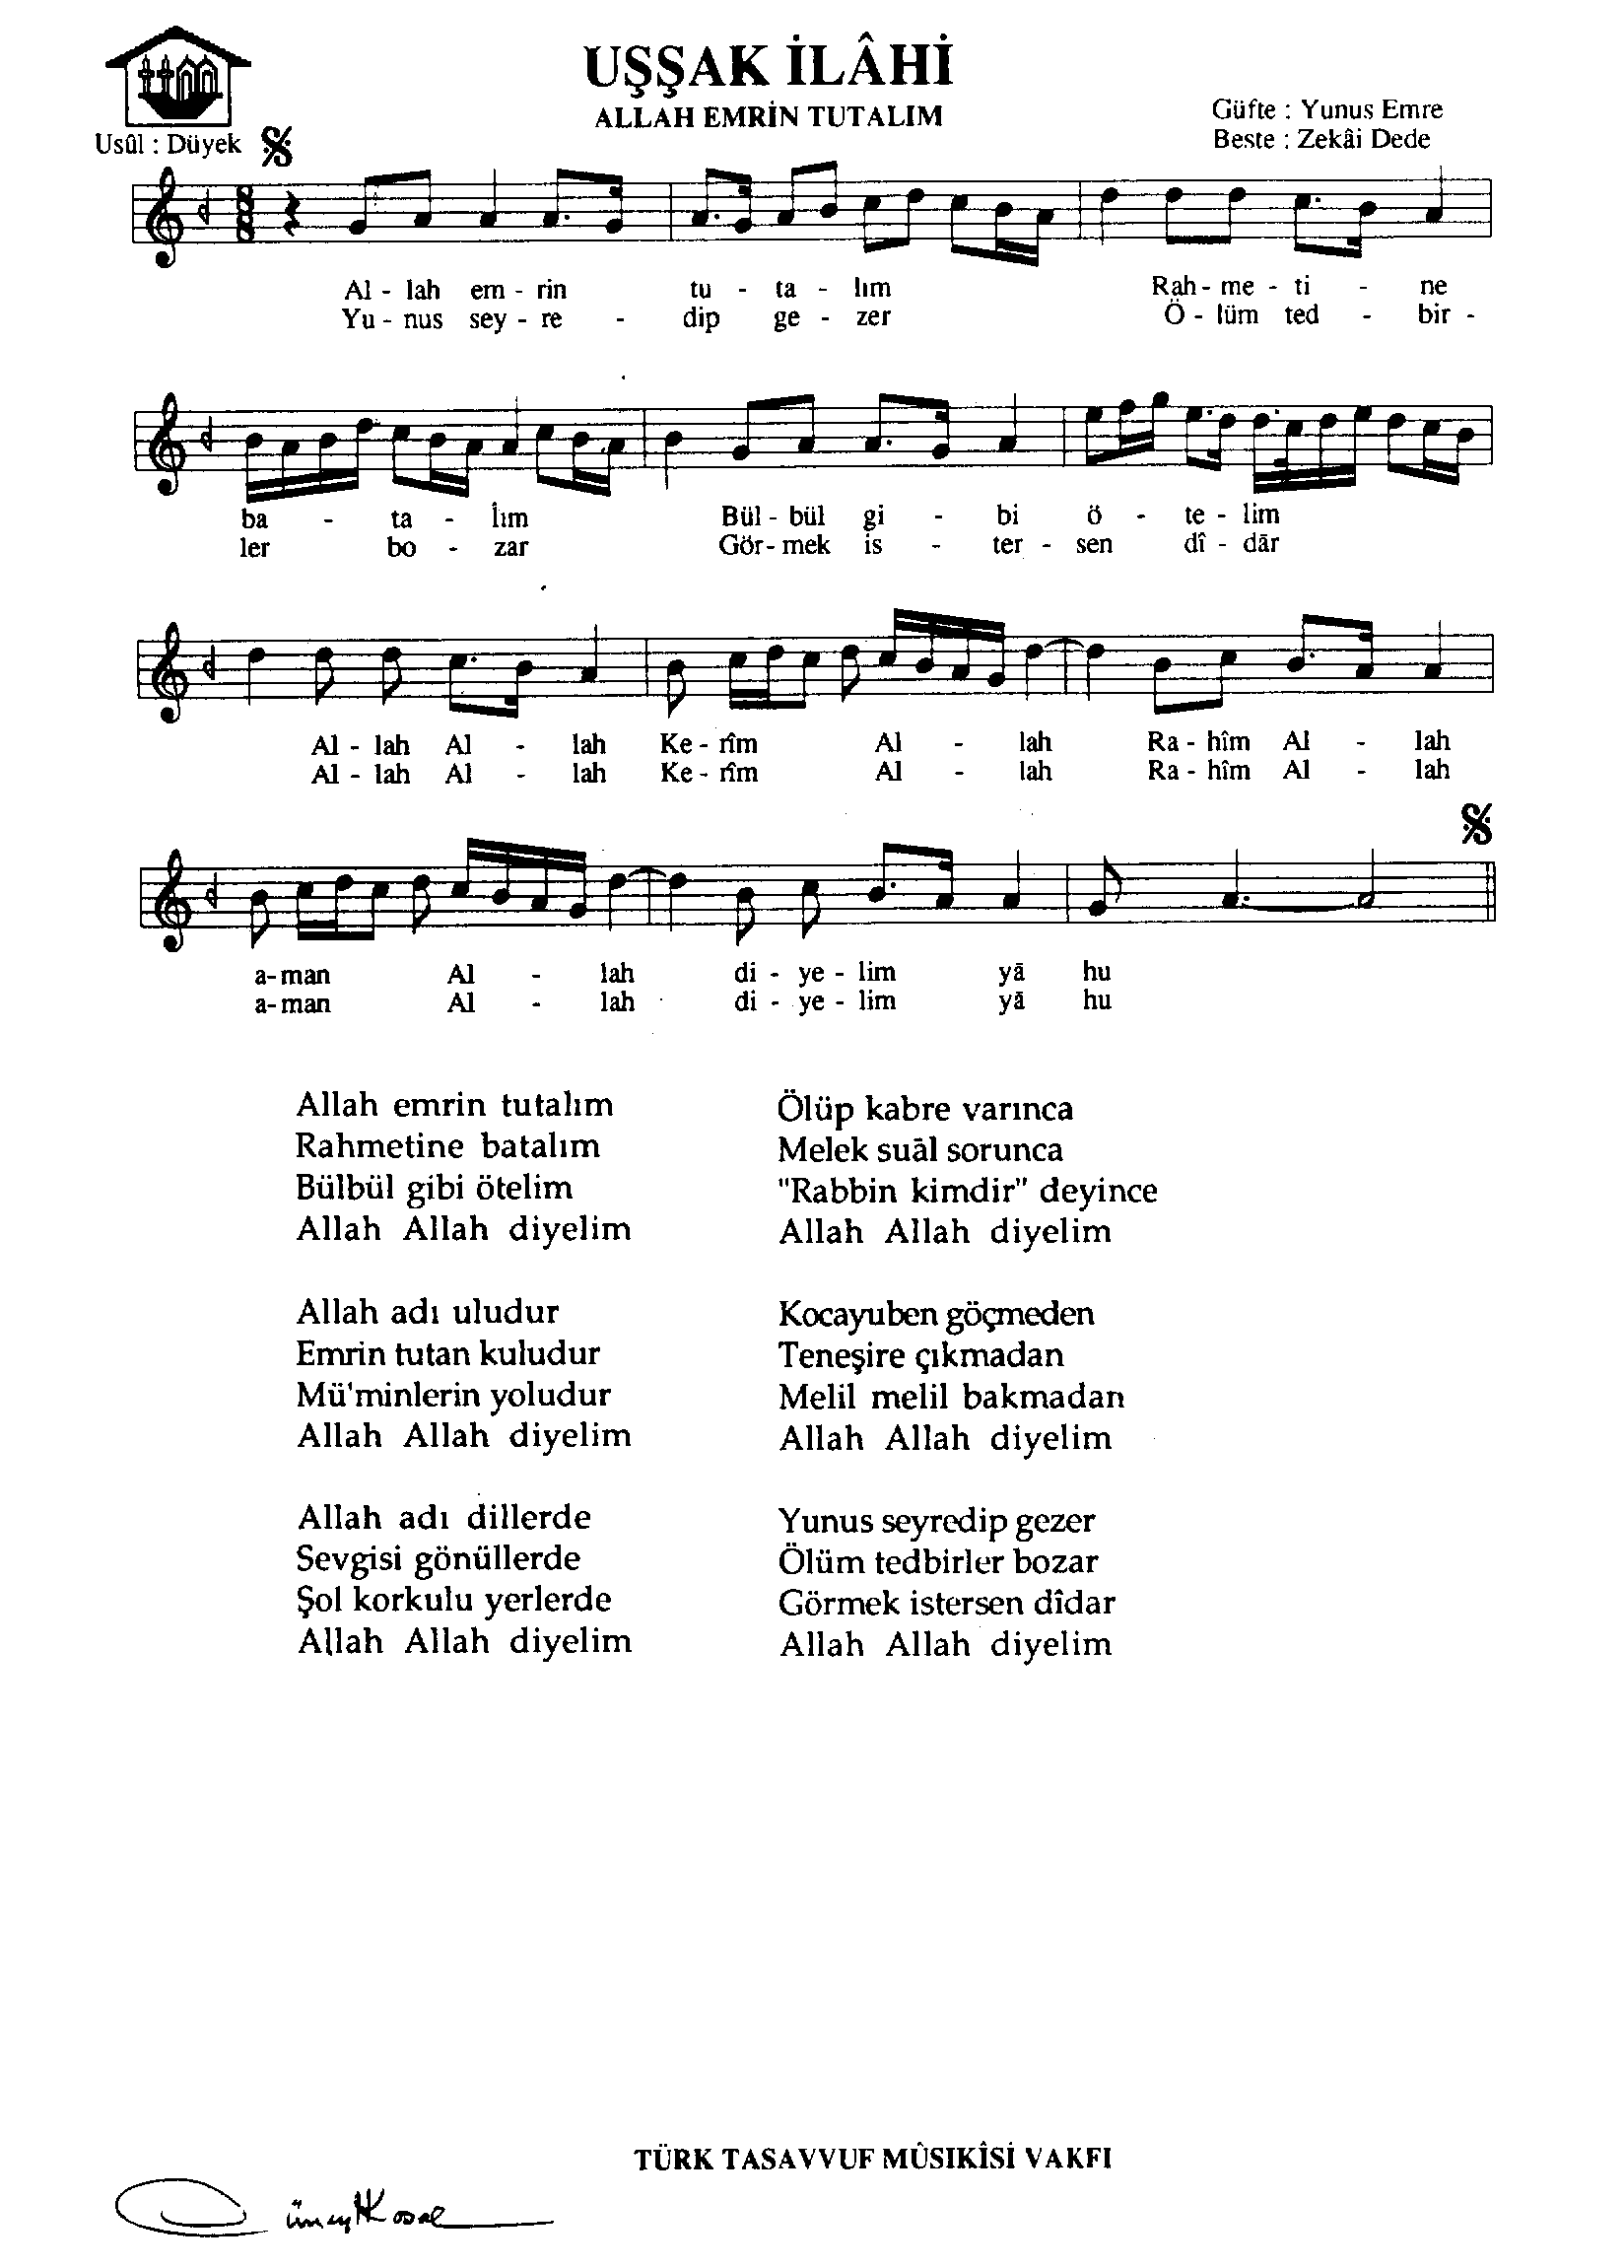 UŞŞAK İLÂHİ
ALLAH EMRİN TUTALIM
Güfte : Yunus Emre
Beste : Zekâi Dede
Usûl : Düyek
8
8
Al - lah em - rin tu - ta - lım Rah - me - ti - ne
Yu - nus sey - re - dip ge - zer Ö - lüm ted - bir -
ba - ta - lım Bül - bül gi - bi ö - te - lim
ler bo - zar Gör - mek is - ter - sen dî - dār
Al - lah Al - lah Ke - rîm Al - lah Ra - hîm Al - lah
Al - lah Al - lah Ke - rîm Al - lah Ra - hîm Al - lah
a - man Al - lah di - ye - lim yā hu
a - man Al - lah di - ye - lim yā hu
Allah emrin tutalım
Rahmetine batalım
Bülbül gibi ötelim
Allah Allah diyelim
Allah adı uludur
Emrin tutan kuludur
Mü'minlerin yoludur
Allah Allah diyelim
Allah adı dillerde
Sevgisi gönüllerde
Şol korkulu yerlerde
Allah Allah diyelim
Ölüp kabre varınca
Melek suāl sorunca
"Rabbin kimdir" deyince
Allah Allah diyelim
Kocayuben göçmeden
Teneşire çıkmadan
Melil melil bakmadan
Allah Allah diyelim
Yunus seyredip gezer
Ölüm tedbirler bozar
Görmek istersen dîdar
Allah Allah diyelim
TÜRK TASAVVUF MÛSIKÎSİ VAKFI